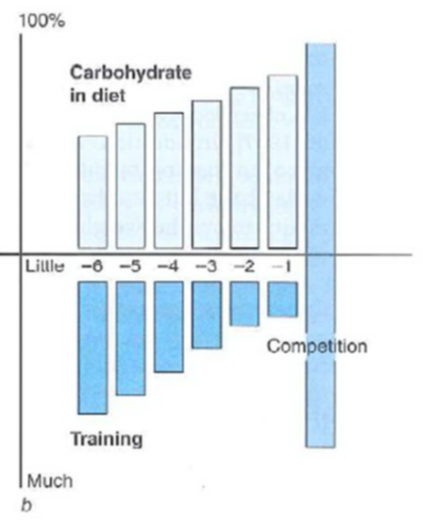 100%
Carbohydrate
in diet
Little -6 -5 -4 -3 -2 -1
Competition
Training
Much
b